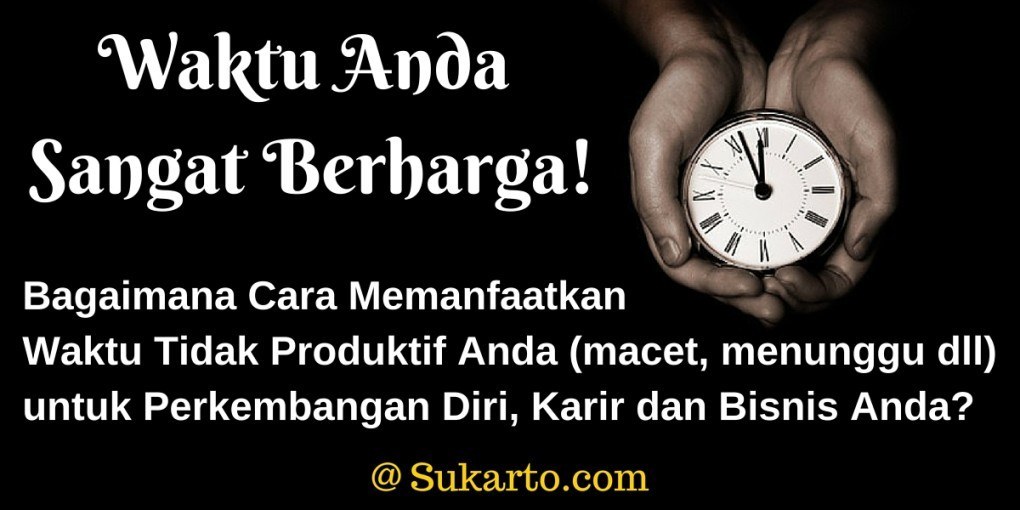 Waktu Anda
Sangat Berharga!
Bagaimana Cara Memanfaatkan
Waktu Tidak Produktif Anda (macet, menunggu dll)
untuk Perkembangan Diri, Karir dan Bisnis Anda?
@ Sukarto.com